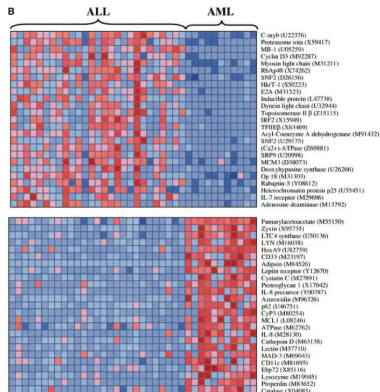 B
ALL AML
C-myb (U22376)
Proteasome iota (X59417)
MB-1 (U05259)
Cyclin D3 (M92287)
Myosin light chain (M31211)
RbAp48 (X74262)
SNF2 (D26156)
HkrT-1 (S50223)
E2A (M31523)
Inducible protein (L47738)
Dynein light chain (U32944)
Topoisomerase II β (Z15115)
IRF2 (X15949)
TFIIEβ (X63469)
Acyl-Coenzyme A dehydrogenase (M91432)
SNF2 (U29175)
(Ca2+)-ATPase (Z69881)
SRP9 (U20998)
MCM3 (D38073)
Deoxyhypusine synthase (U26266)
Op 18 (M31303)
Rabaptin-5 (Y08612)
Heterochromatin protein p25 (U35451)
IL-7 receptor (M29696)
Adenosine deaminase (M13792)
Fumarylacetoacetate (M55150)
Zyxin (X95735)
LTC4 synthase (U50136)
LYN (M16038)
HoxA9 (U82759)
CD33 (M23197)
Adipsin (M84526)
Leptin receptor (Y12670)
Cystatin C (M27891)
Proteoglycan 1 (X17042)
IL-8 precursor (Y00787)
Azurocidin (M96326)
p62 (U46751)
CyP3 (M80254)
MCL1 (L08246)
ATPase (M62762)
IL-8 (M28130)
Cathepsin D (M63138)
Lectin (M57710)
MAD-3 (M69043)
CD11c (M81695)
Ebp72 (X85116)
Lysozyme (M19045)
Properdin (M83652)
Catalase (X04085)